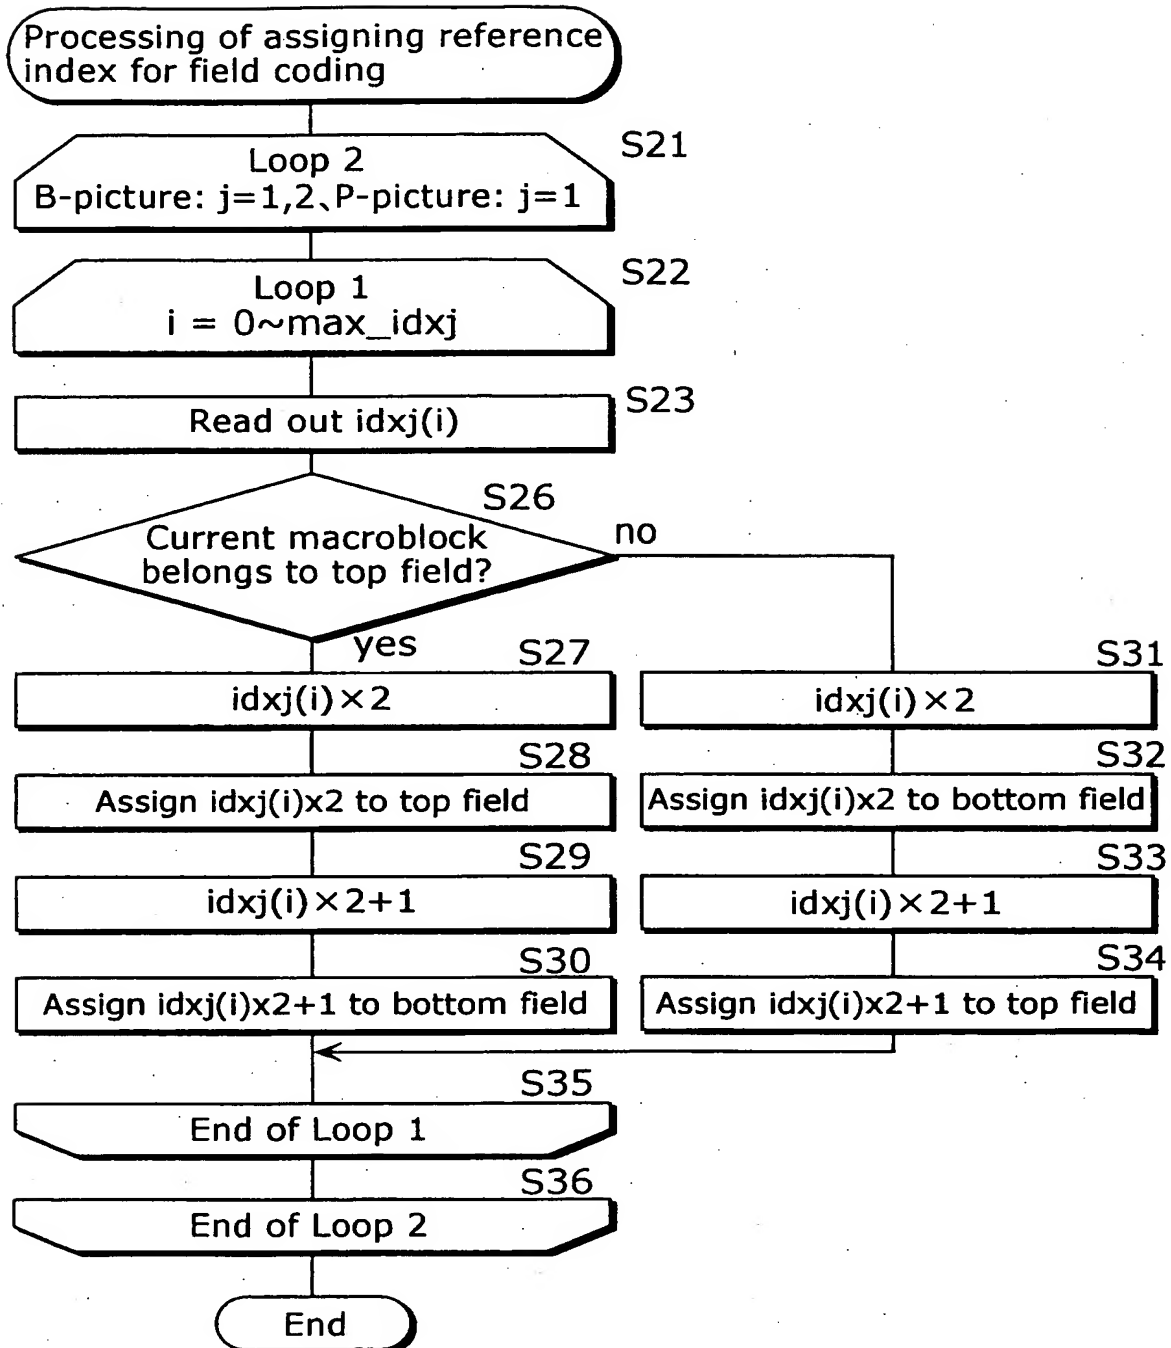 Processing of assigning reference
index for field coding
S21
Loop 2
B-picture: j=1,2、P-picture: j=1
S22
Loop 1
i = 0~max_idxj
S23
Read out idxj(i)
S26
Current macroblock
belongs to top field?
no
yes
S27
idxj(i)×2
S28
Assign idxj(i)x2 to top field
S29
idxj(i)×2+1
S30
Assign idxj(i)x2+1 to bottom field
S31
idxj(i)×2
S32
Assign idxj(i)x2 to bottom field
S33
idxj(i)×2+1
S34
Assign idxj(i)x2+1 to top field
S35
End of Loop 1
S36
End of Loop 2
End